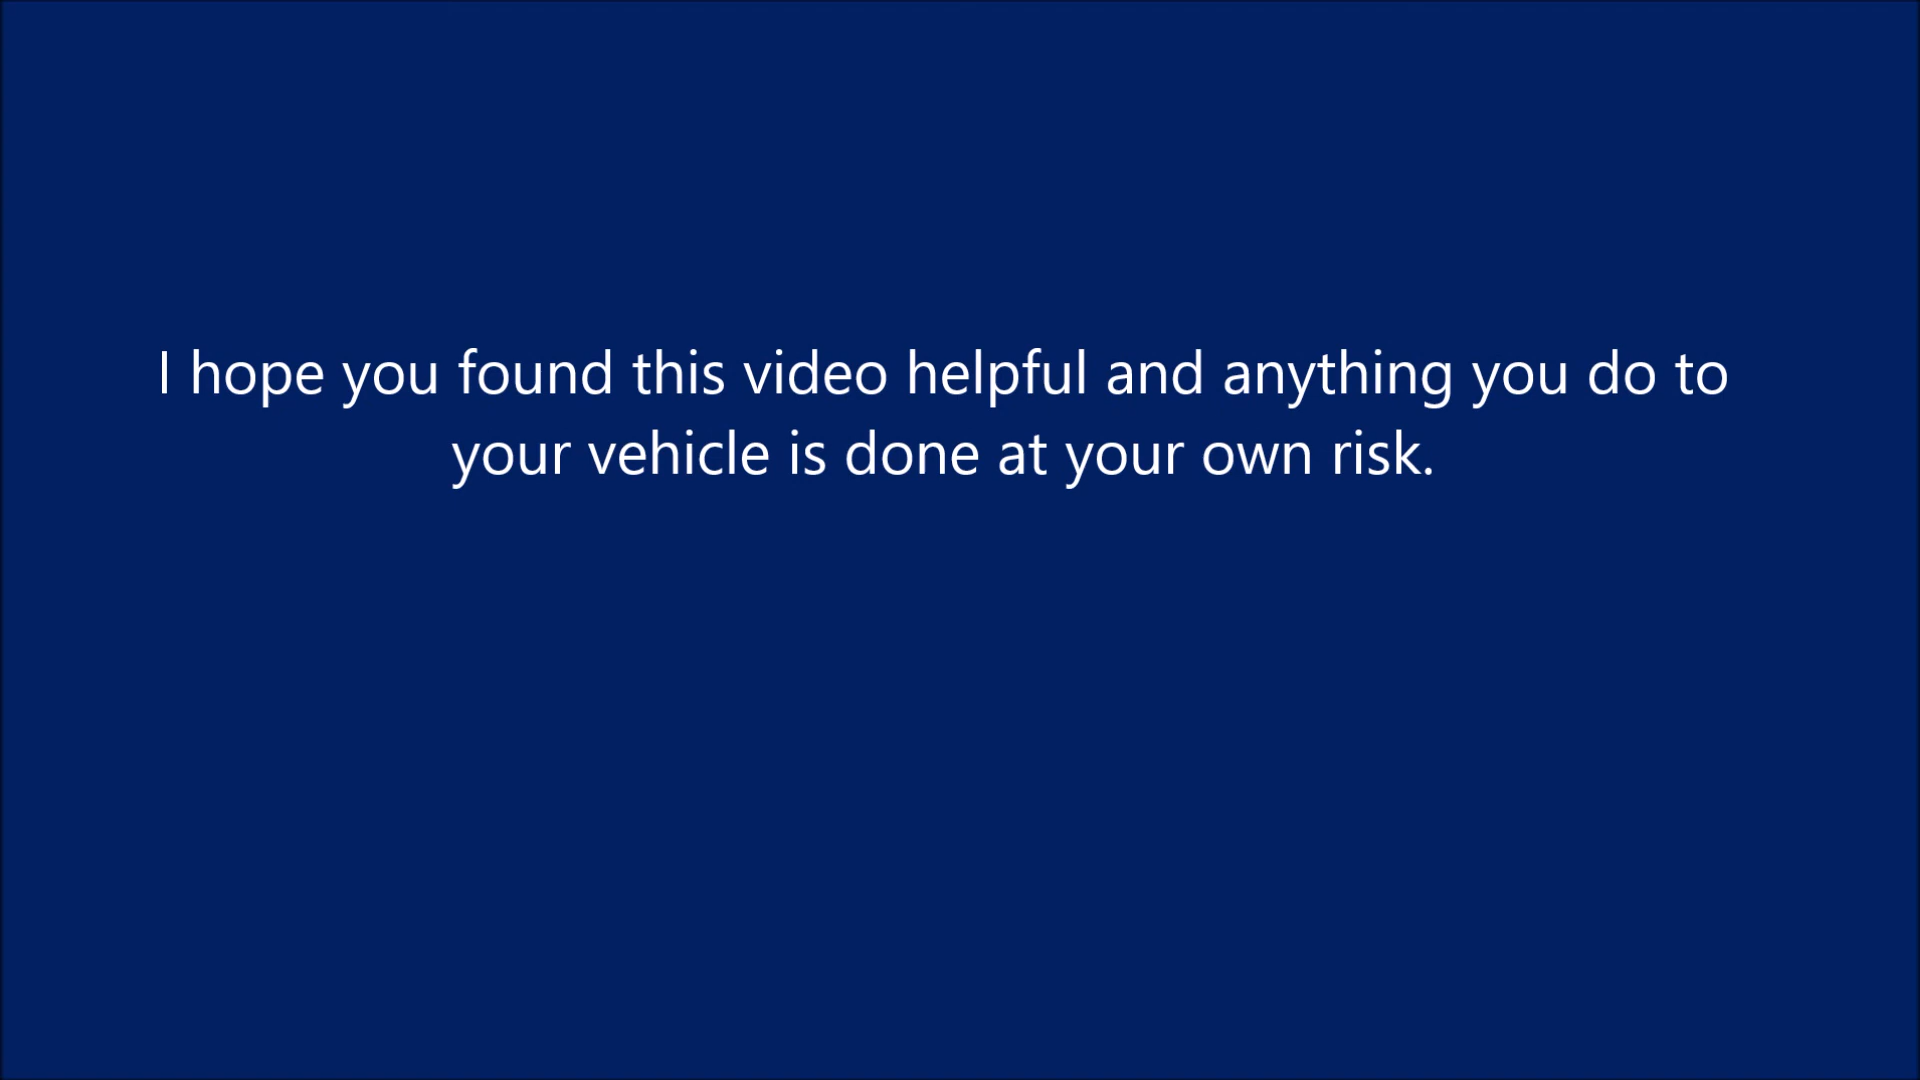 I hope you found this video helpful and anything you do to
your vehicle is done at your own risk.